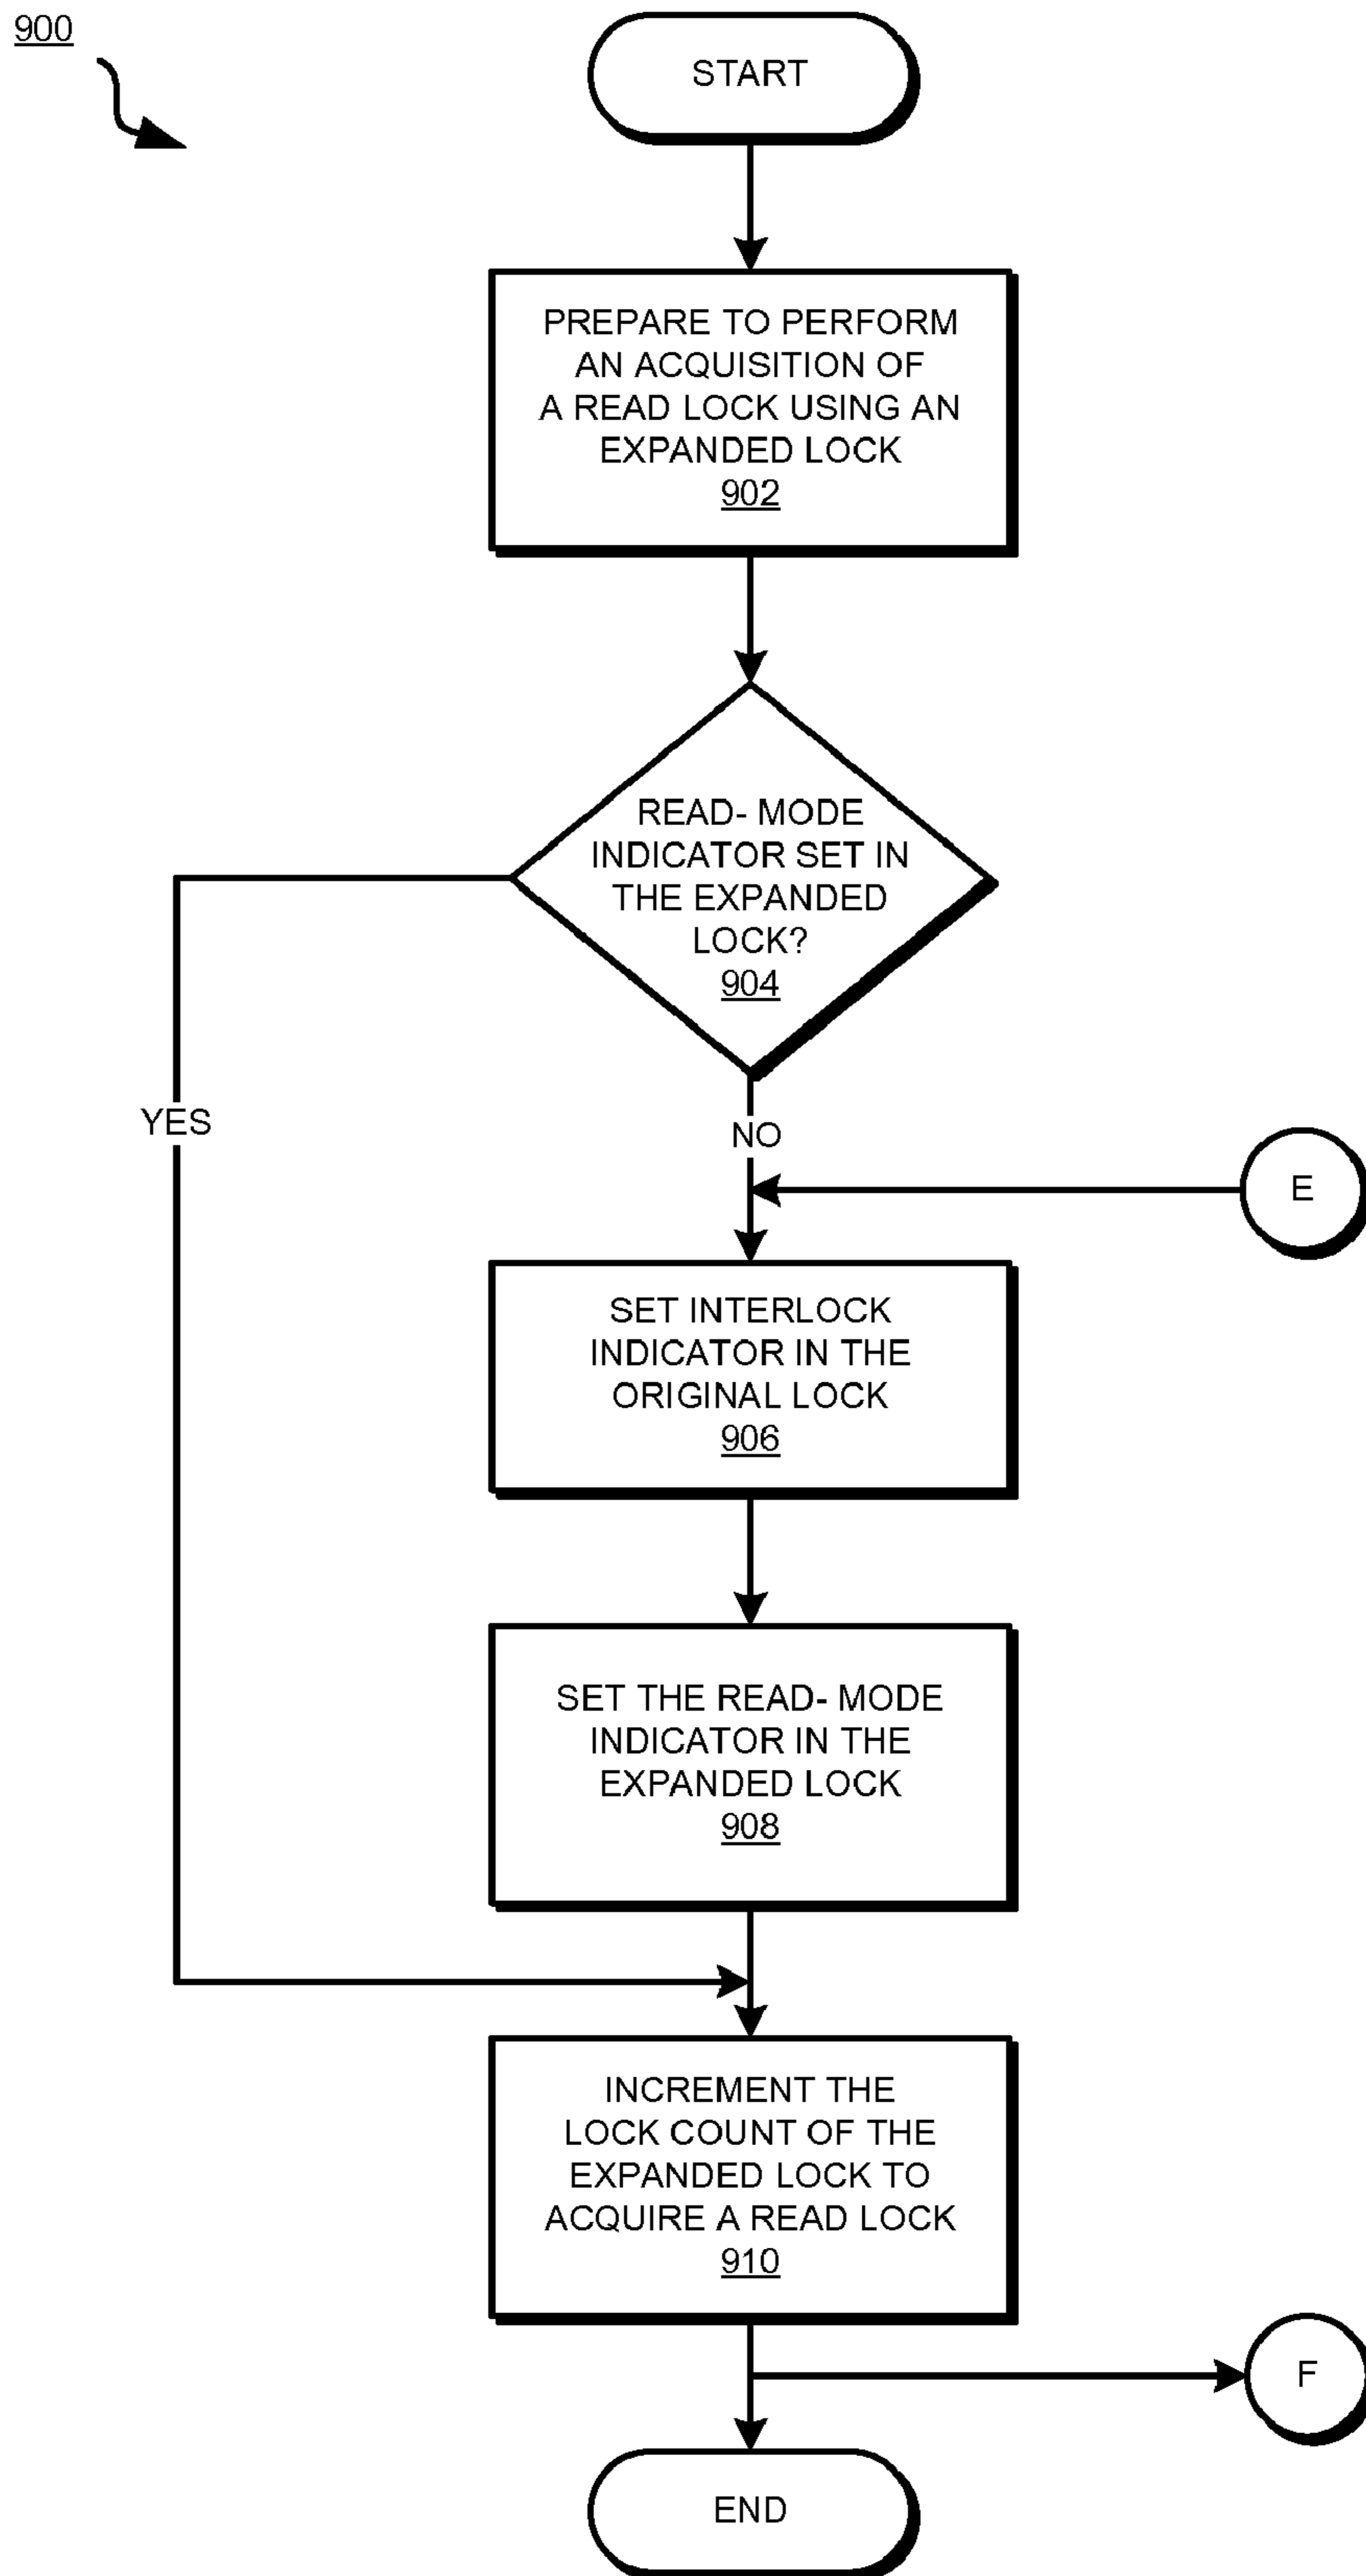 900
START
PREPARE TO PERFORM
AN ACQUISITION OF
A READ LOCK USING AN
EXPANDED LOCK
902
READ- MODE
INDICATOR SET IN
THE EXPANDED
LOCK?
904
YES
NO
E
SET INTERLOCK
INDICATOR IN THE
ORIGINAL LOCK
906
SET THE READ- MODE
INDICATOR IN THE
EXPANDED LOCK
908
INCREMENT THE
LOCK COUNT OF THE
EXPANDED LOCK TO
ACQUIRE A READ LOCK
910
F
END